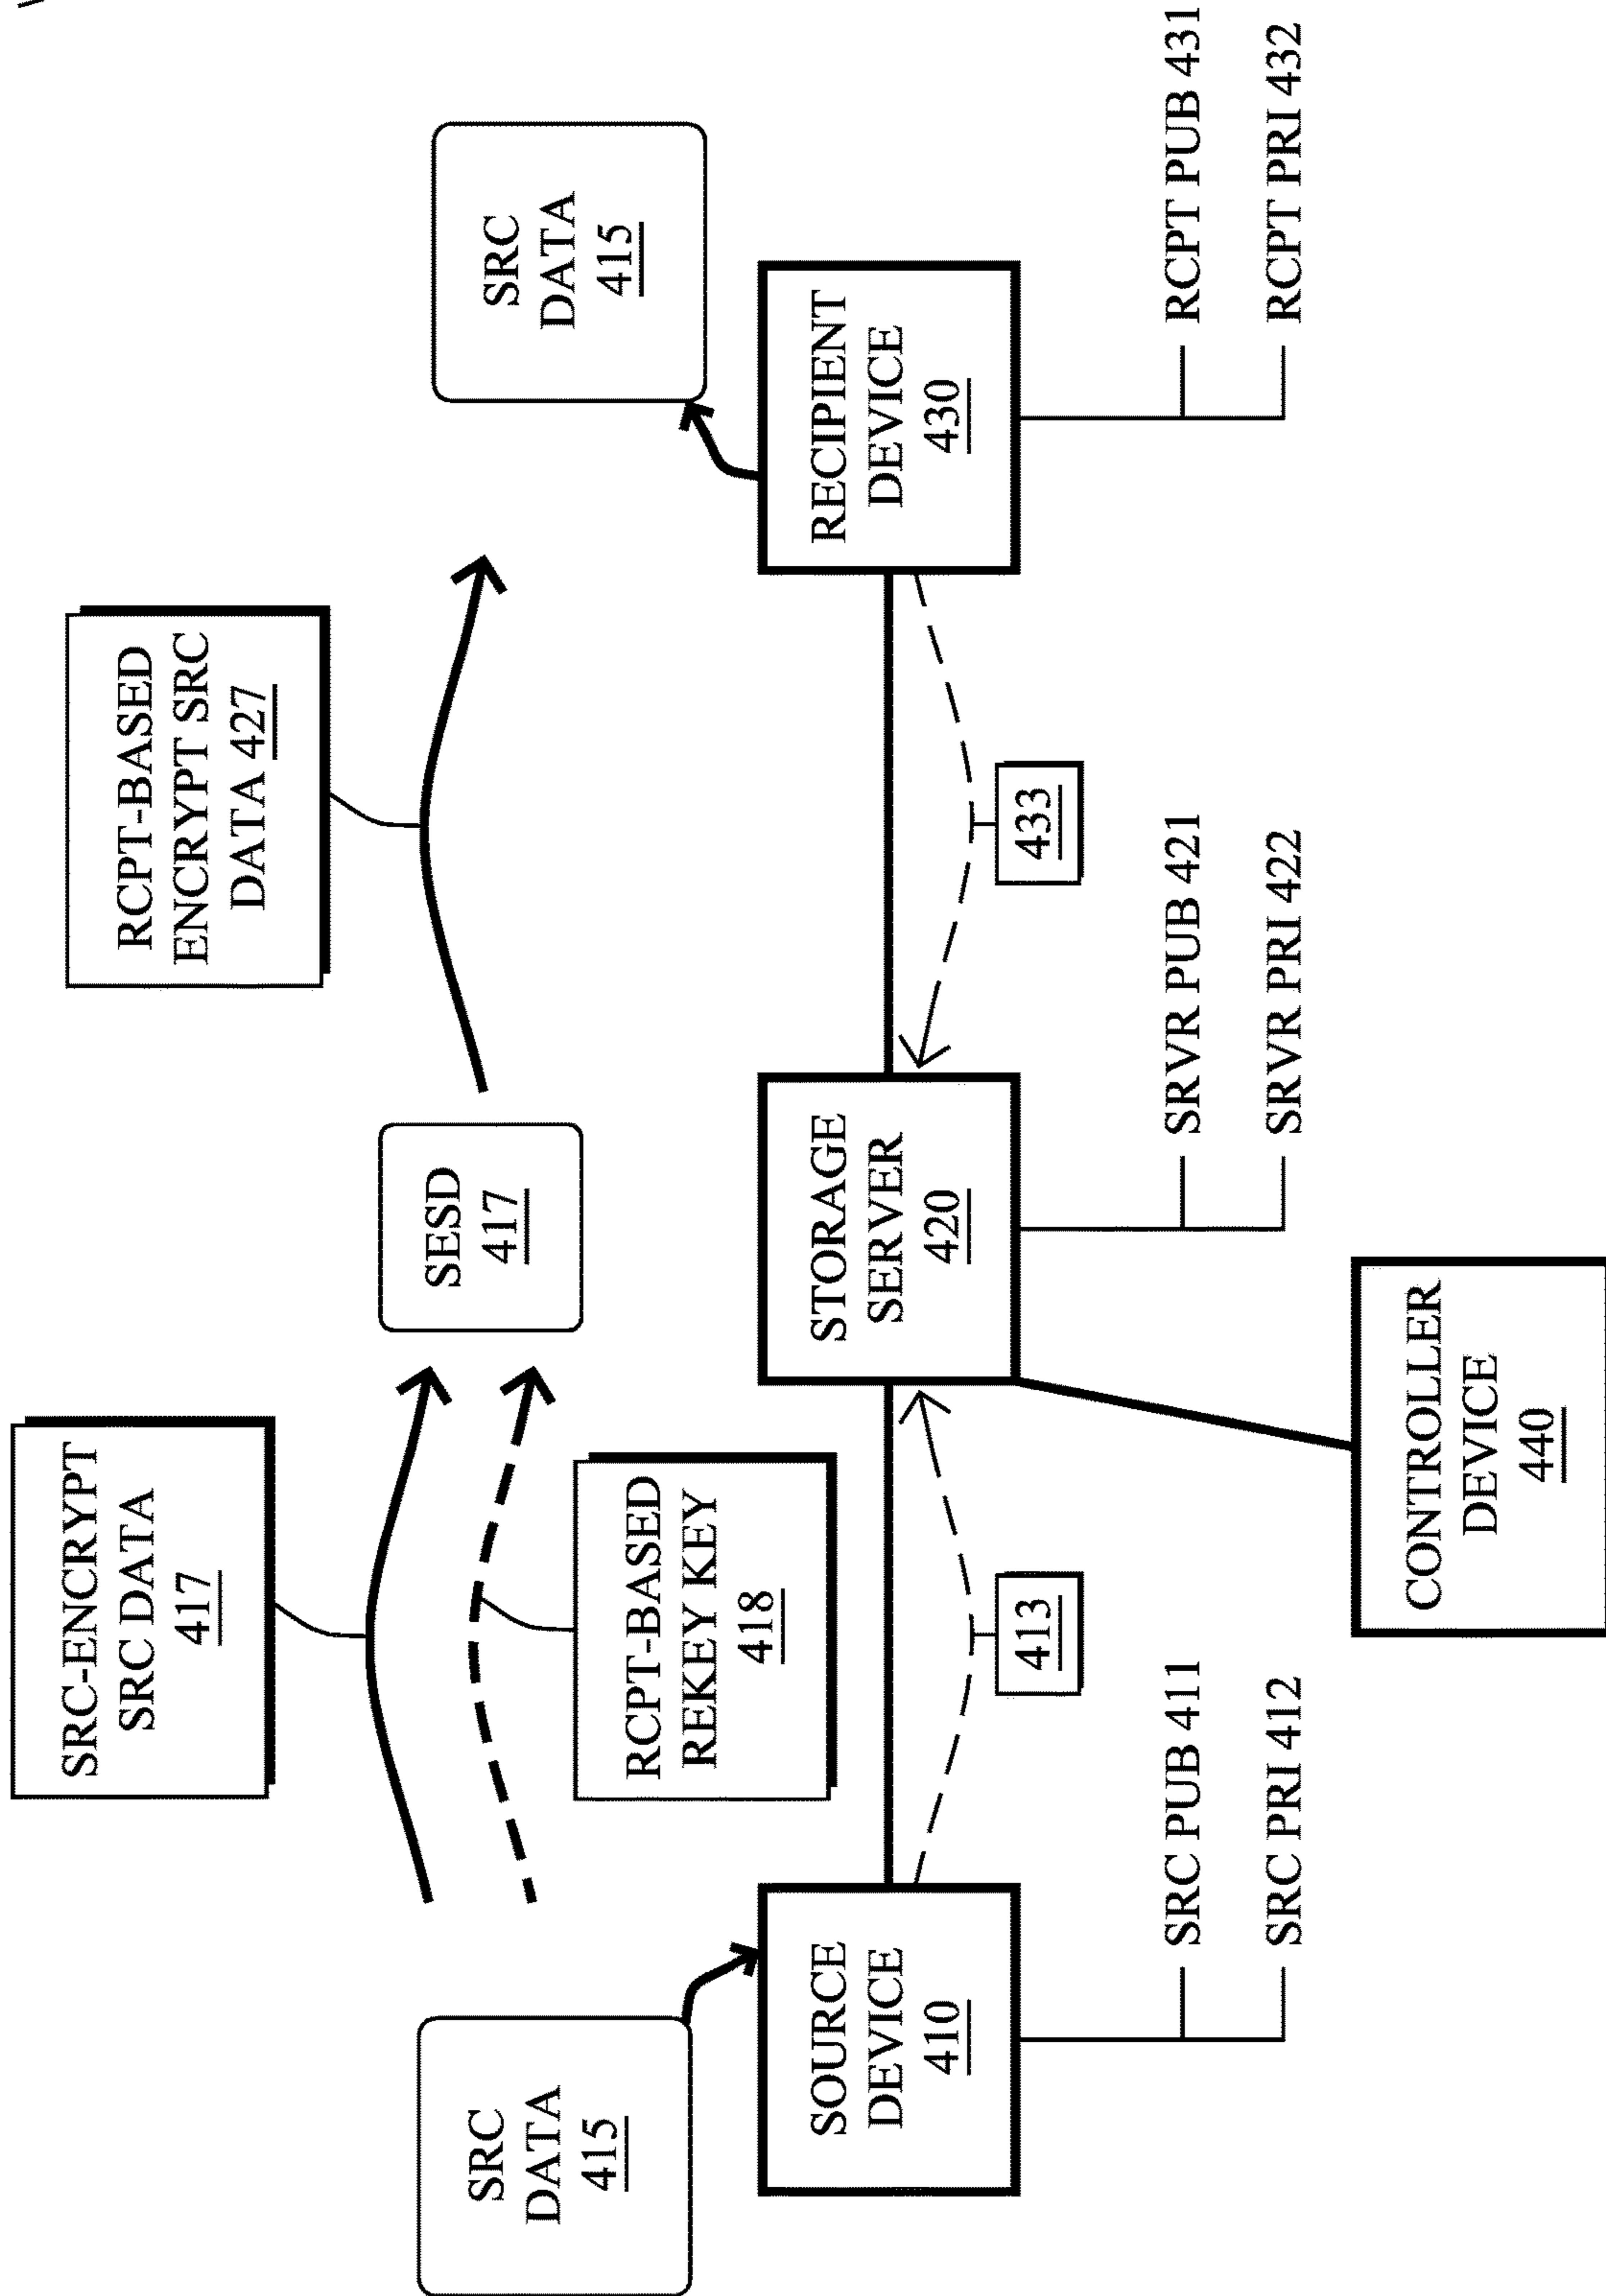 SRC-ENCRYPT
SRC DATA
417
RCPT-BASED
ENCRYPT SRC
DATA 427
SRC
DATA
415
SESD
417
SRC
DATA
415
RCPT-BASED
REKEY KEY
418
SOURCE
DEVICE
410
STORAGE
SERVER
420
RECIPIENT
DEVICE
430
413
433
SRC PUB 411
SRC PRI 412
SRVR PUB 421
SRVR PRI 422
RCPT PUB 431
RCPT PRI 432
CONTROLLER
DEVICE
440